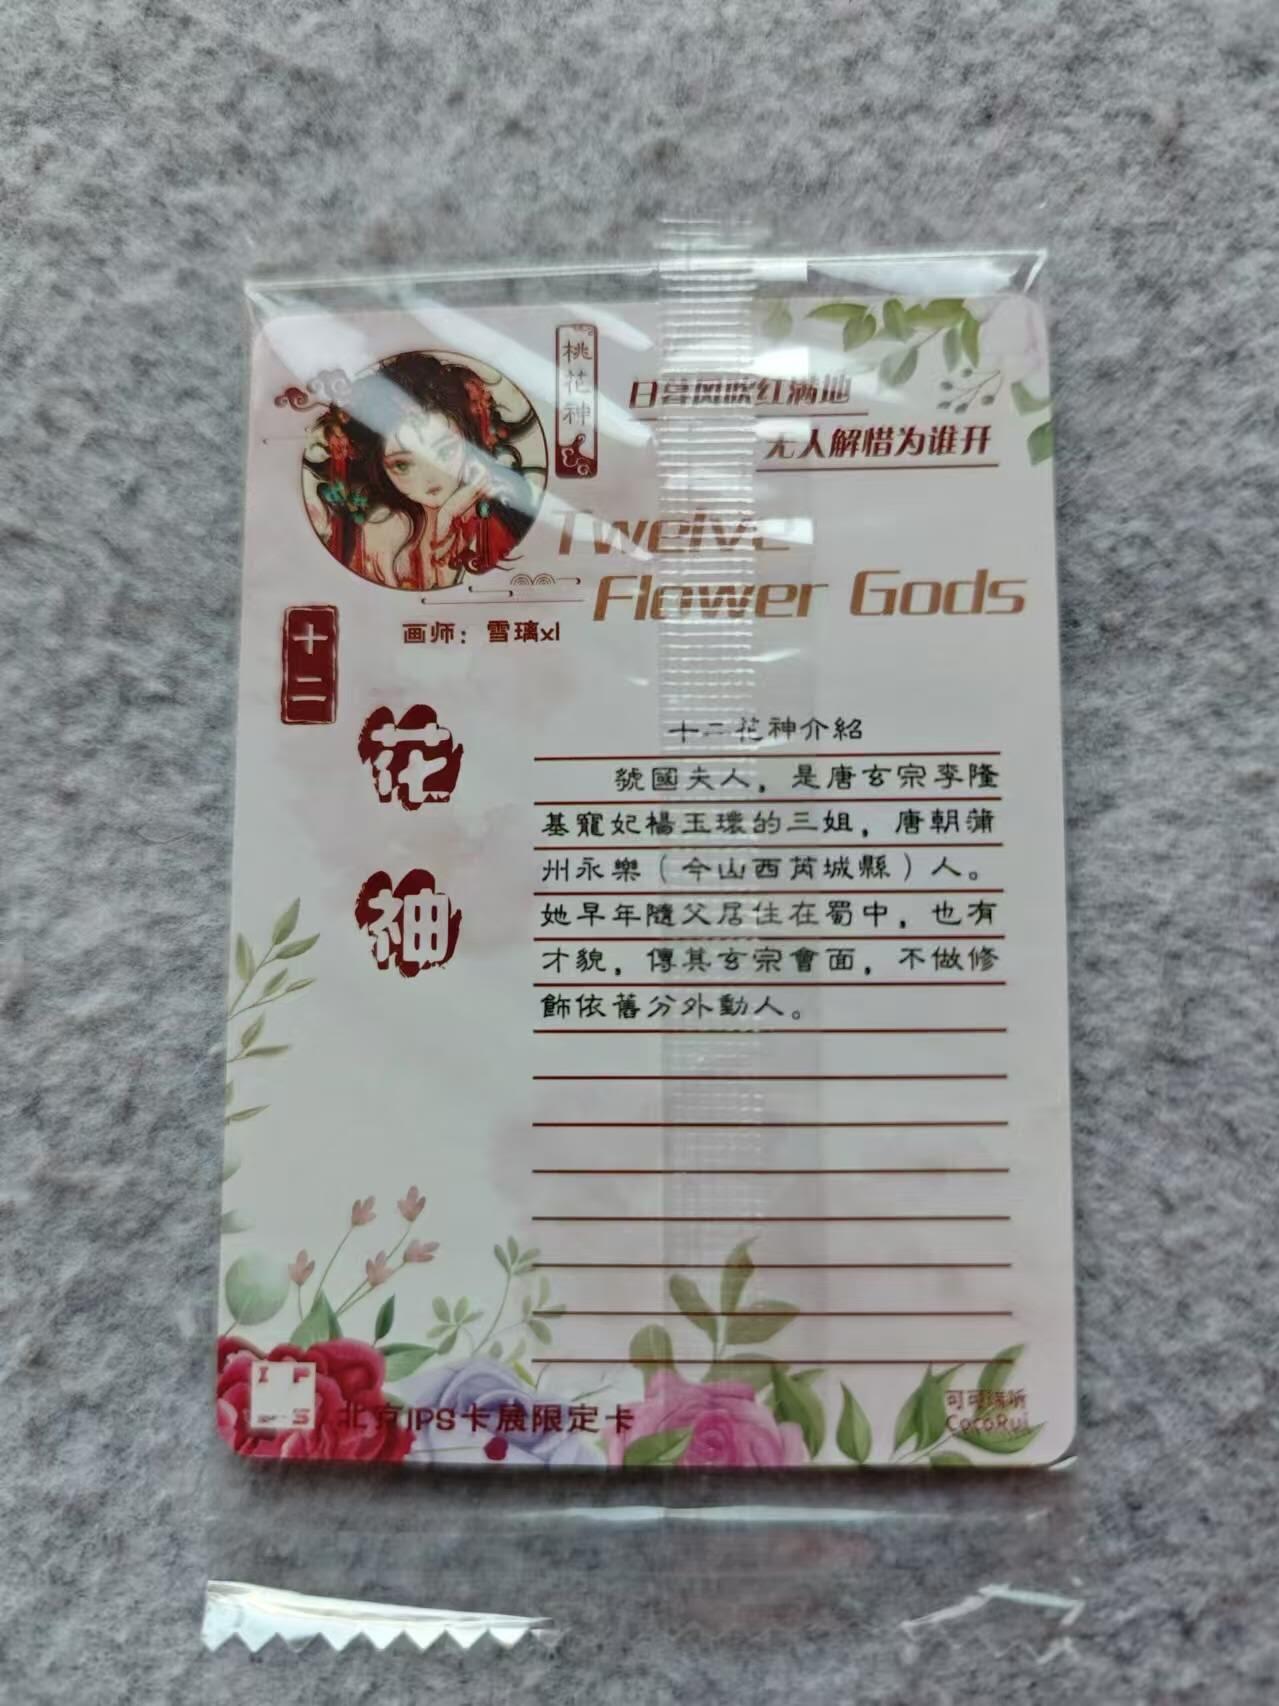 桃花神
日暮风吹红满地
无人解惜为谁开
Twelve
Flower Gods
画师：雪璃xl
十二
花神
十二花神介紹
號國夫人，是唐玄宗李隆
基寵妃楊玉環的三姐，唐朝蒲
州永樂（今山西芮城縣）人。
她早年隨父居住在蜀中，也有
才貌，傳其玄宗會面，不做修
飾依舊分外動人。
IPS
北京IPS卡展限定卡
CocoRui